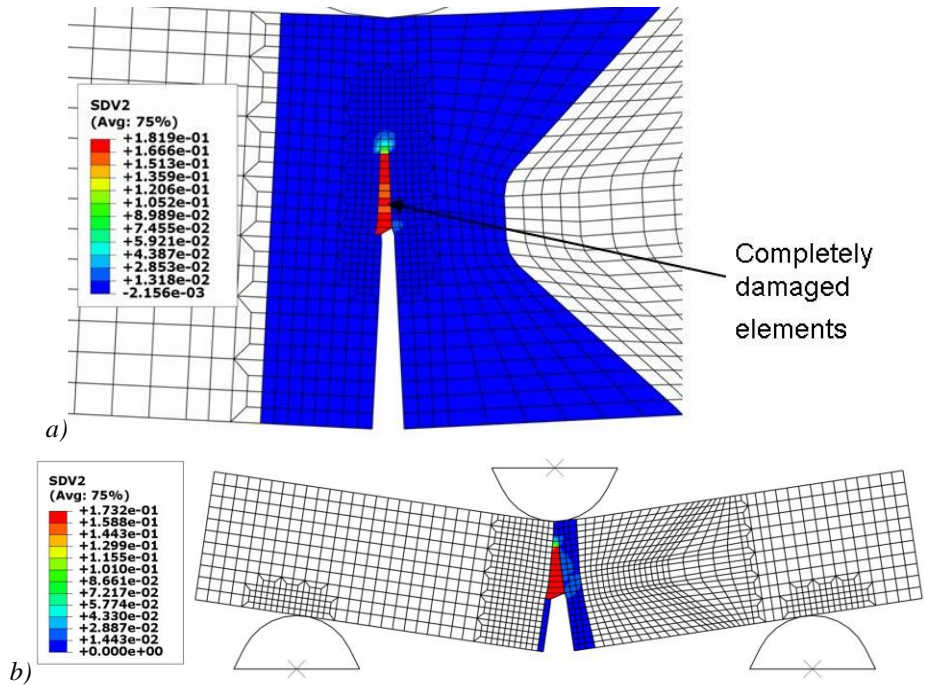 SDV2
(Avg: 75%)
+1.819e-01
+1.666e-01
+1.513e-01
+1.359e-01
+1.206e-01
+1.052e-01
+8.989e-02
+7.455e-02
+5.921e-02
+4.387e-02
+2.853e-02
+1.318e-02
-2.156e-03
Completely
damaged
elements
a)
SDV2
(Avg: 75%)
+1.732e-01
+1.588e-01
+1.443e-01
+1.299e-01
+1.155e-01
+1.010e-01
+8.661e-02
+7.217e-02
+5.774e-02
+4.330e-02
+2.887e-02
+1.443e-02
+0.000e+00
b)